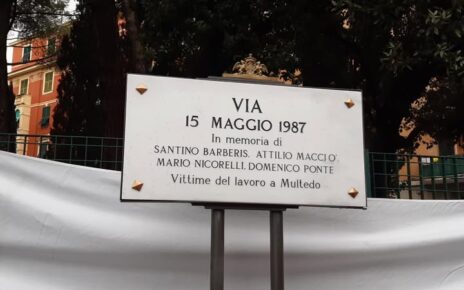 VIA
15 MAGGIO 1987
In memoria di
SANTINO BARBERIS, ATTILIO MACCIO',
MARIO NICORELLI, DOMENICO PONTE
Vittime del lavoro a Multedo